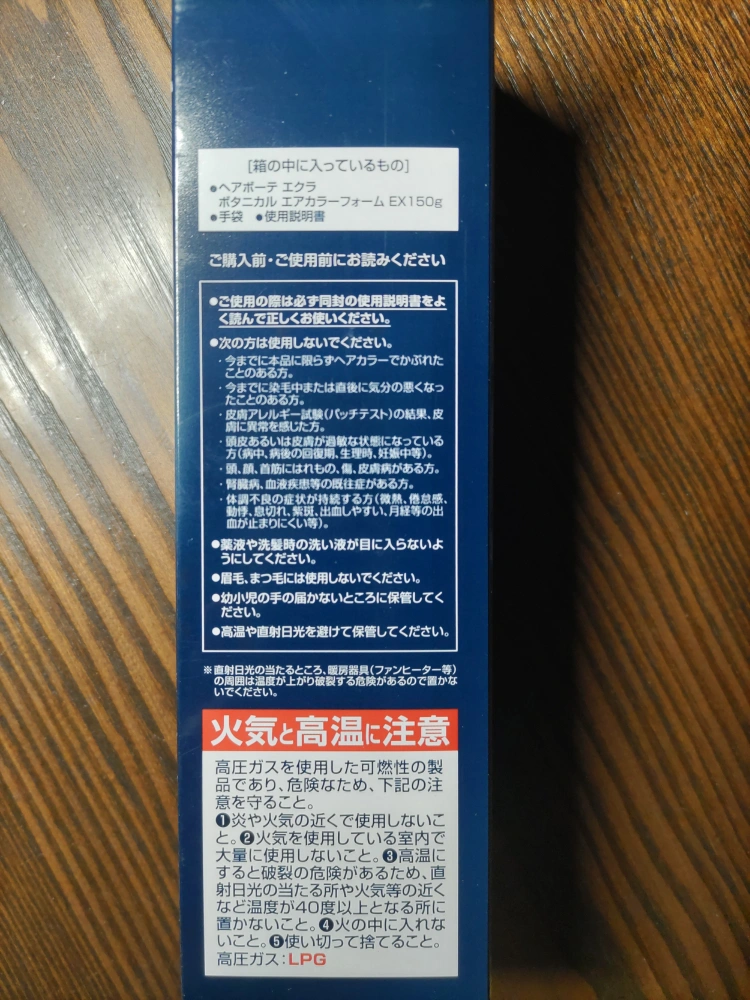 [箱の中に入っているもの]
●ヘアボーテ エクラ
ボタニカル エアカラーフォーム EX150g
●手袋 ●使用説明書
ご購入前・ご使用前にお読みください
●ご使用の際は必ず同封の使用説明書をよ
く読んで正しくお使いください。
●次の方は使用しないでください。
・今までに本品に限らずヘアカラーでかぶれた
ことのある方。
・今までに染毛中または直後に気分の悪くなっ
たことのある方。
・皮膚アレルギー試験(パッチテスト)の結果、皮
膚に異常を感じた方。
・頭皮あるいは皮膚が過敏な状態になっている
方(病中、病後の回復期、生理時、妊娠中等)。
・頭、顔、首筋にはれもの、傷、皮膚病がある方。
・腎臓病、血液疾患等の既往症がある方。
・体調不良の症状が持続する方(微熱、倦怠感、
動悸、息切れ、紫斑、出血しやすい、月経等の出
血が止まりにくい等)。
●薬液や洗髪時の洗い液が目に入らないよ
うにしてください。
●眉毛、まつ毛には使用しないでください。
●幼小児の手の届かないところに保管してく
ださい。
●高温や直射日光を避けて保管してください。
※直射日光の当たるところ、暖房器具(ファンヒーター等)
の周囲は温度が上がり破裂する危険があるので置かな
いでください。
火気と高温に注意
高圧ガスを使用した可燃性の製
品であり、危険なため、下記の注
意を守ること。
❶炎や火気の近くで使用しないこ
と。❷火気を使用している室内で
大量に使用しないこと。❸高温に
すると破裂の危険があるため、直
射日光の当たる所や火気等の近く
など温度が40度以上となる所に
置かないこと。❹火の中に入れな
いこと。❺使い切って捨てること。
高圧ガス:LPG